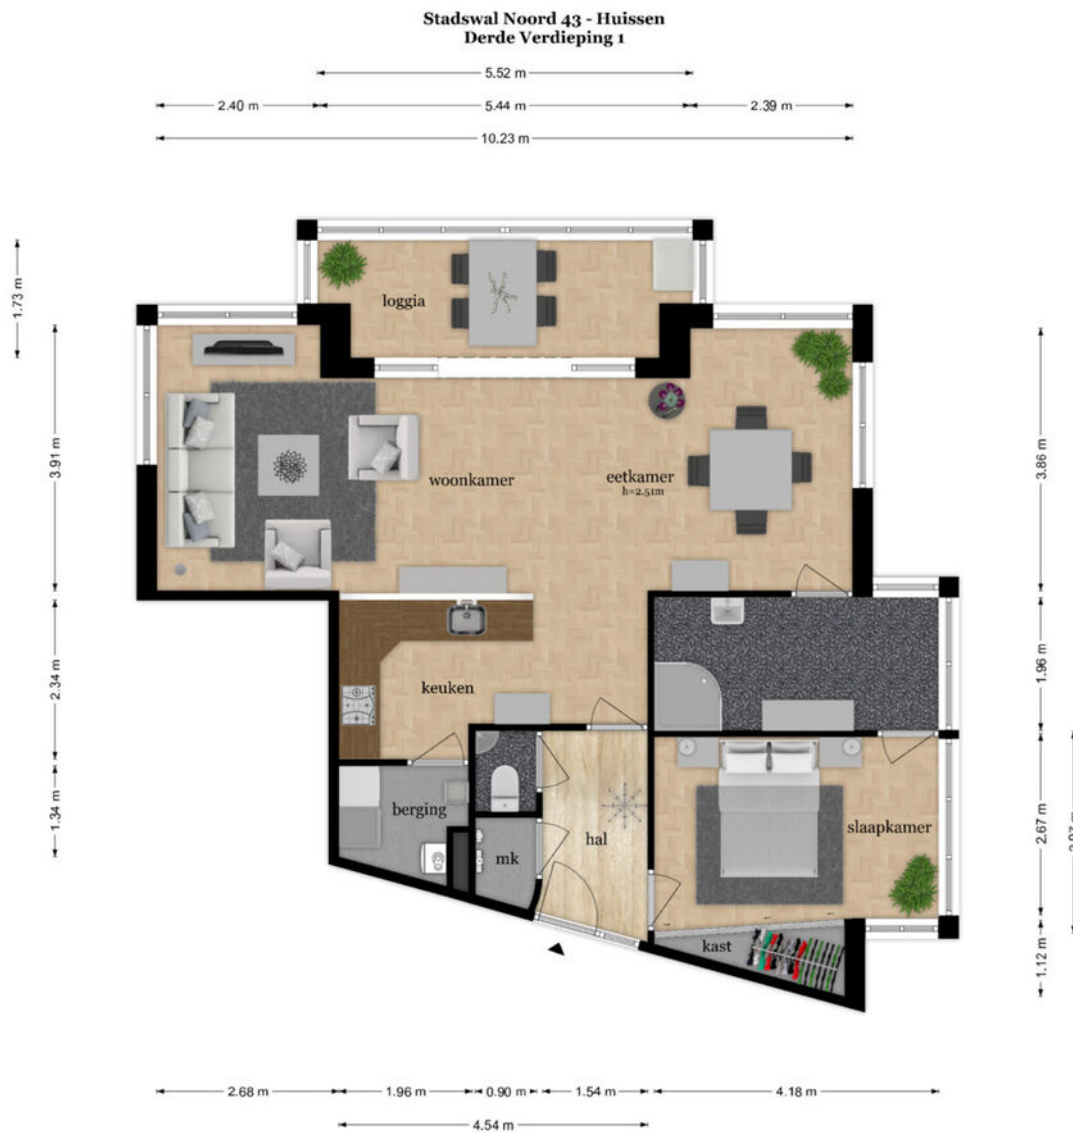 Stadswal Noord 43 - Huissen
Derde Verdieping 1
5.52 m
2.40 m
5.44 m
2.39 m
10.23 m
1.73 m
loggia
3.91 m
3.86 m
woonkamer
eetkamer
h=2.51m
2.34 m
keuken
1.96 m
1.34 m
berging
mk
hal
slaapkamer
2.67 m
kast
1.12 m
2.68 m
1.96 m
0.90 m
1.54 m
4.18 m
4.54 m